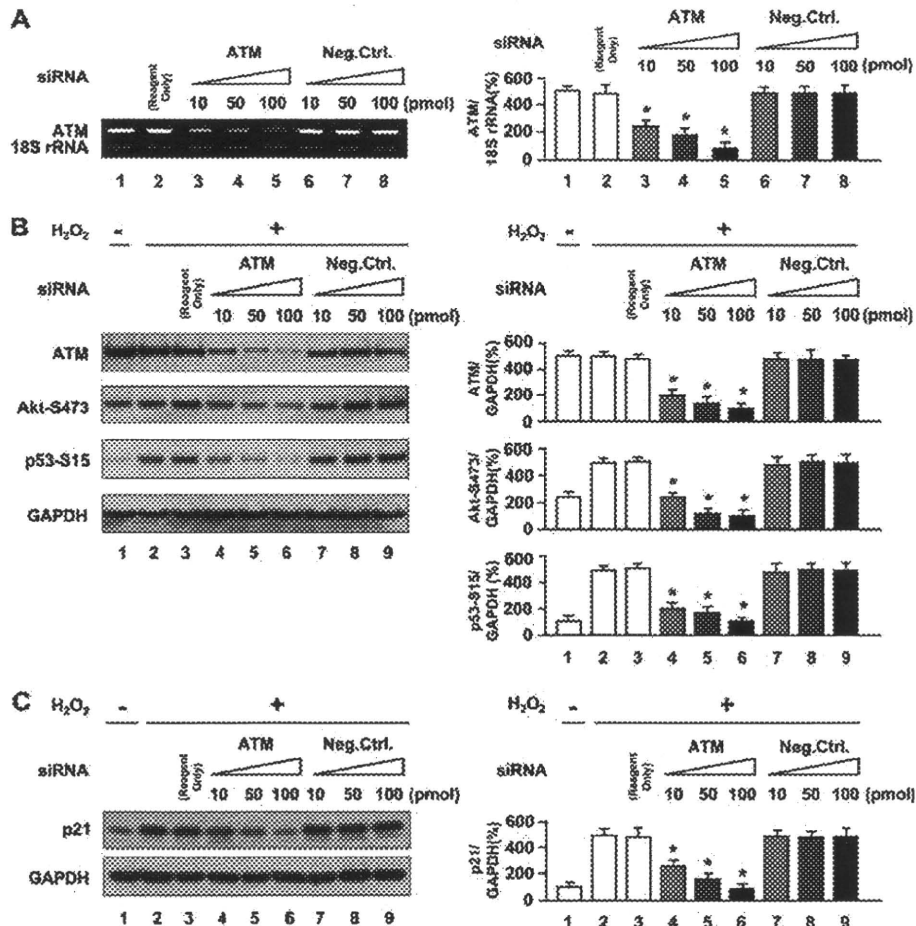 A
siRNA
(Reagent Only)
ATM
Neg.Ctrl.
10 50 100 10 50 100 (pmol)
ATM
18S rRNA
1 2 3 4 5 6 7 8
siRNA
(Reagent Only)
ATM
Neg.Ctrl.
10 50 100 10 50 100 (pmol)
ATM/
18S rRNA(%)
600
400
200
0
* * *
1 2 3 4 5 6 7 8
B
H₂O₂ - +
siRNA
(Reagent Only)
ATM
Neg.Ctrl.
10 50 100 10 50 100 (pmol)
ATM
Akt-S473
p53-S15
GAPDH
1 2 3 4 5 6 7 8 9
H₂O₂ - +
siRNA
(Reagent Only)
ATM
Neg.Ctrl.
10 50 100 10 50 100 (pmol)
ATM/
GAPDH(%)
600
400
200
0
* * *
Akt-S473/
GAPDH(%)
600
400
200
0
* * *
p53-S15/
GAPDH (%)
600
400
200
0
* * *
1 2 3 4 5 6 7 8 9
C
H₂O₂ - +
siRNA
(Reagent Only)
ATM
Neg.Ctrl.
10 50 100 10 50 100 (pmol)
p21
GAPDH
1 2 3 4 5 6 7 8 9
H₂O₂ - +
siRNA
(Reagent Only)
ATM
Neg.Ctrl.
10 50 100 10 50 100 (pmol)
p21/
GAPDH(%)
600
400
200
0
* * *
1 2 3 4 5 6 7 8 9